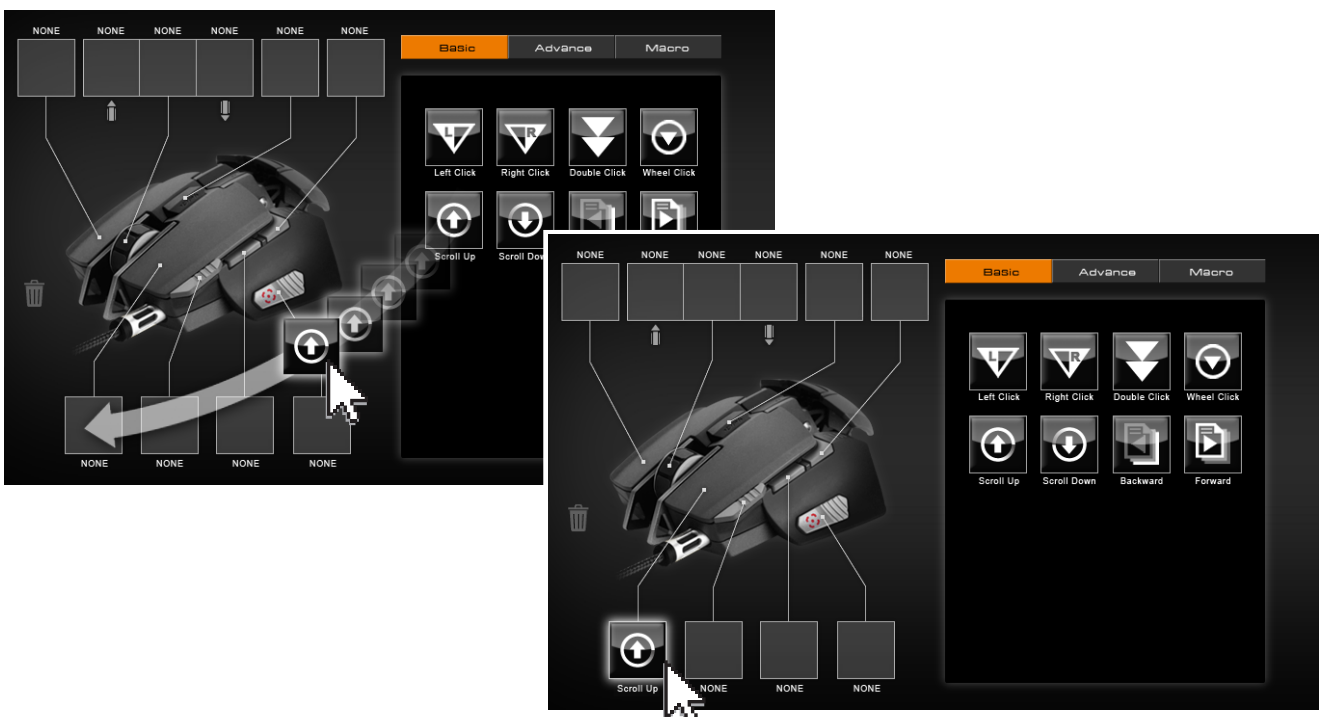 NONE NONE NONE NONE NONE NONE
Basic Advance Macro
L R
Left Click Right Click Double Click Wheel Click
Scroll Up Scroll
NONE NONE NONE NONE
NONE NONE NONE NONE NONE NONE
Basic Advance Macro
L R
Left Click Right Click Double Click Wheel Click
Scroll Up Scroll Down Backward Forward
Scroll Up NONE NONE NONE